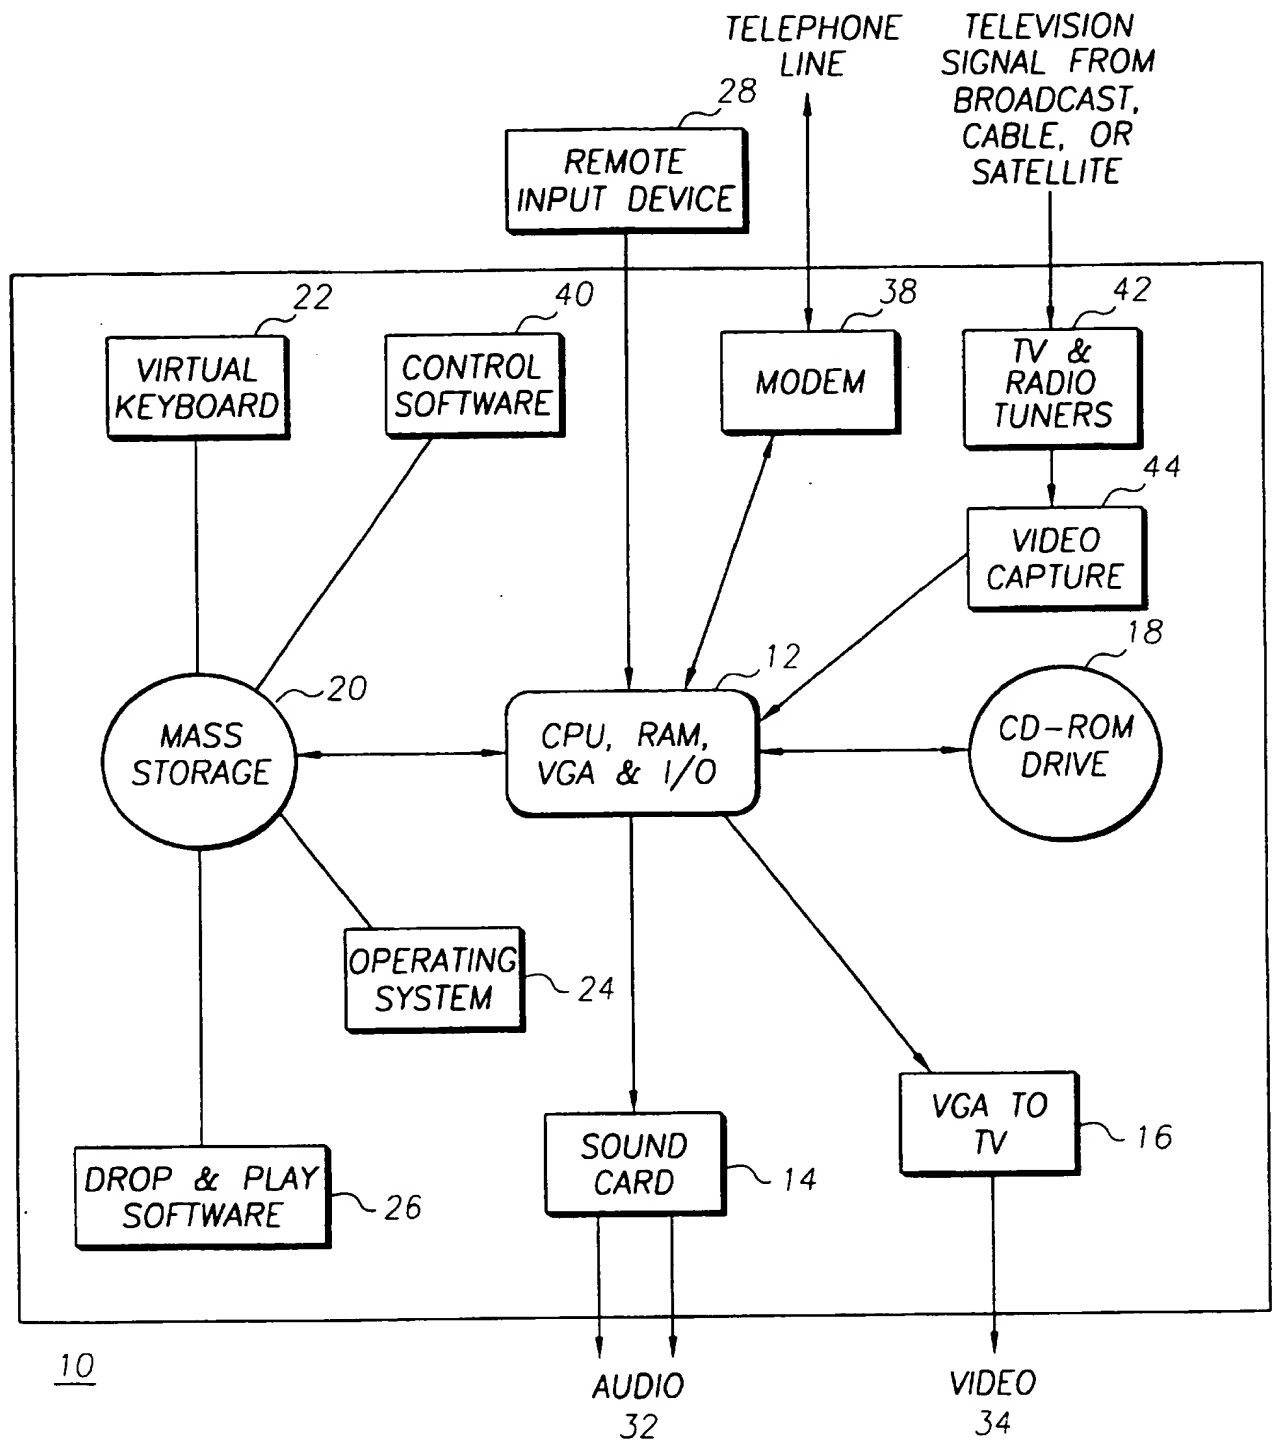 TELEPHONE
LINE
TELEVISION
SIGNAL FROM
BROADCAST,
CABLE, OR
SATELLITE
28
REMOTE
INPUT DEVICE
22
VIRTUAL
KEYBOARD
40
CONTROL
SOFTWARE
38
MODEM
42
TV &
RADIO
TUNERS
44
VIDEO
CAPTURE
20
MASS
STORAGE
12
CPU, RAM,
VGA & I/O
18
CD-ROM
DRIVE
OPERATING
SYSTEM
24
DROP & PLAY
SOFTWARE
26
SOUND
CARD
14
VGA TO
TV
16
10
AUDIO
32
VIDEO
34